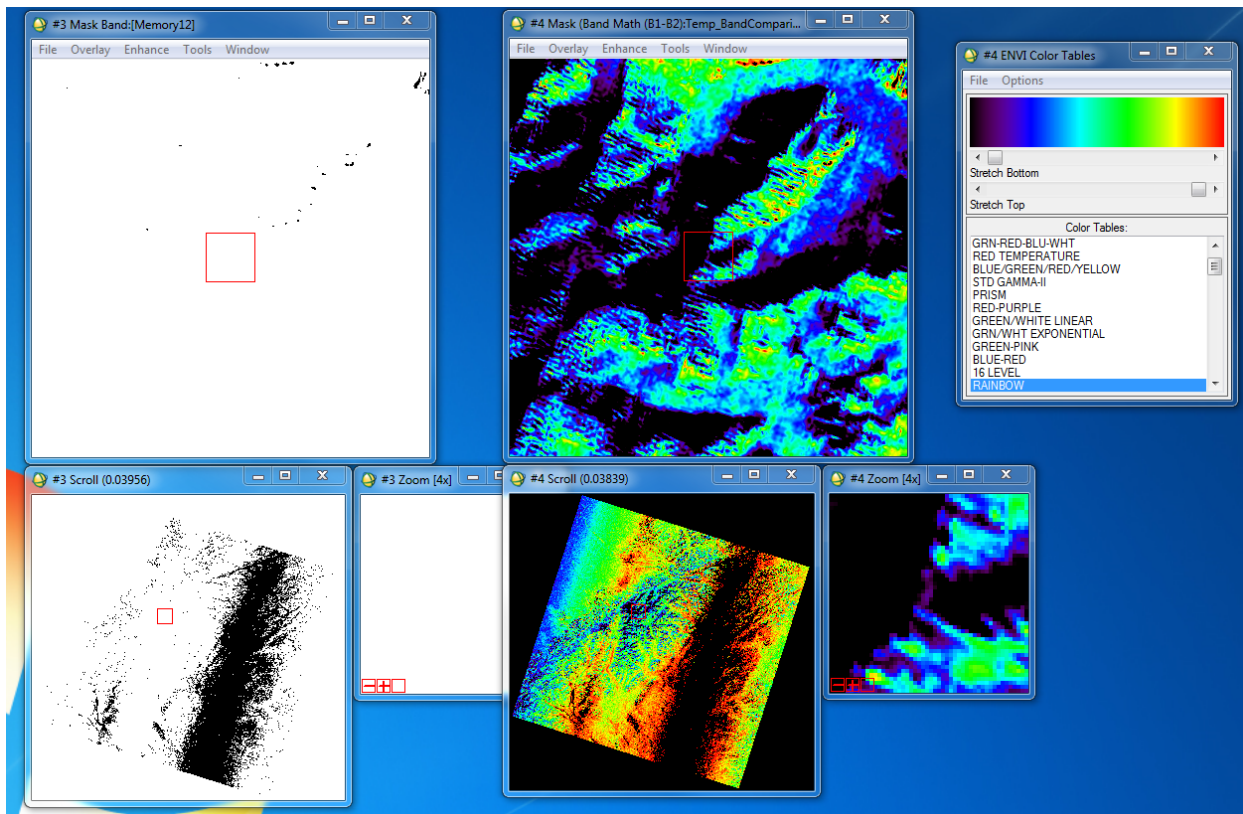 #3 Mask Band:[Memory12]
File Overlay Enhance Tools Window
#4 Mask (Band Math (B1-B2):Temp_BandCompari...
File Overlay Enhance Tools Window
#4 ENVI Color Tables
File Options
Stretch Bottom
Stretch Top
Color Tables:
GRN-RED-BLU-WHT
RED TEMPERATURE
BLUE/GREEN/RED/YELLOW
STD GAMMA-II
PRISM
RED-PURPLE
GREEN/WHITE LINEAR
GRN/WHT EXPONENTIAL
GREEN-PINK
BLUE-RED
16 LEVEL
RAINBOW
#3 Scroll (0.03956)
#3 Zoom [4x]
#4 Scroll (0.03839)
#4 Zoom [4x]